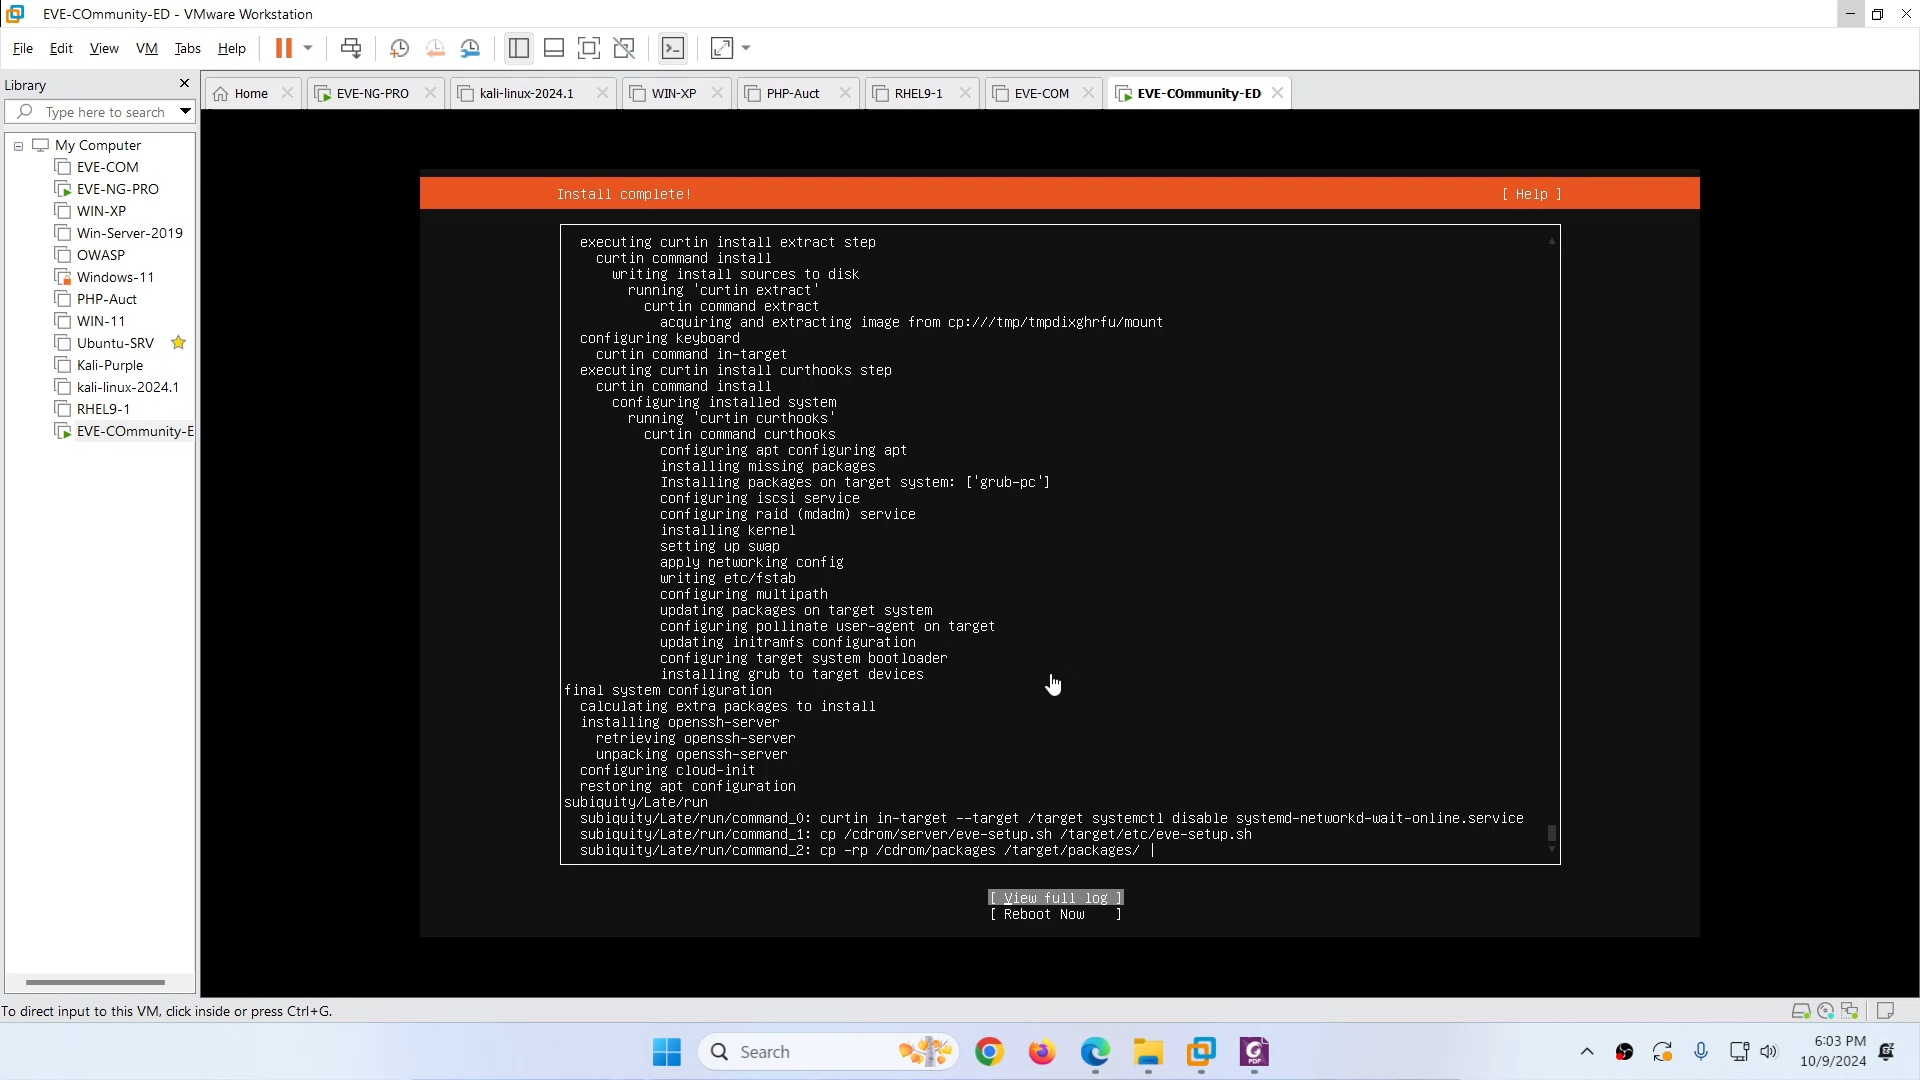 EVE-COmmunity-ED - VMware Workstation
File Edit View VM Tabs Help
Library
Home EVE-NG-PRO kali-linux-2024.1 WIN-XP PHP-Auct RHEL9-1 EVE-COM EVE-COmmunity-ED
Type here to search
My Computer
EVE-COM
EVE-NG-PRO
WIN-XP
Win-Server-2019
OWASP
Windows-11
PHP-Auct
WIN-11
Ubuntu-SRV
Kali-Purple
kali-linux-2024.1
RHEL9-1
EVE-COmmunity-E
Install complete! [ Help ]
executing curtin install extract step
curtin command install
writing install sources to disk
running 'curtin extract'
curtin command extract
acquiring and extracting image from cp:///tmp/tmpdixghrfu/mount
configuring keyboard
curtin command in-target
executing curtin install curthooks step
curtin command install
configuring installed system
running 'curtin curthooks'
curtin command curthooks
configuring apt configuring apt
installing missing packages
Installing packages on target system: ['grub-pc']
configuring iscsi service
configuring raid (mdadm) service
installing kernel
setting up swap
apply networking config
writing etc/fstab
configuring multipath
updating packages on target system
configuring pollinate user-agent on target
updating initramfs configuration
configuring target system bootloader
installing grub to target devices
final system configuration
calculating extra packages to install
installing openssh-server
retrieving openssh-server
unpacking openssh-server
configuring cloud-init
restoring apt configuration
subiquity/Late/run
subiquity/Late/run/command_0: curtin in-target --target /target systemctl disable systemd-networkd-wait-online.service
subiquity/Late/run/command_1: cp /cdrom/server/eve-setup.sh /target/etc/eve-setup.sh
subiquity/Late/run/command_2: cp -rp /cdrom/packages /target/packages/ |
[ View full log ]
[ Reboot Now ]
To direct input to this VM, click inside or press Ctrl+G.
Search
6:03 PM
10/9/2024